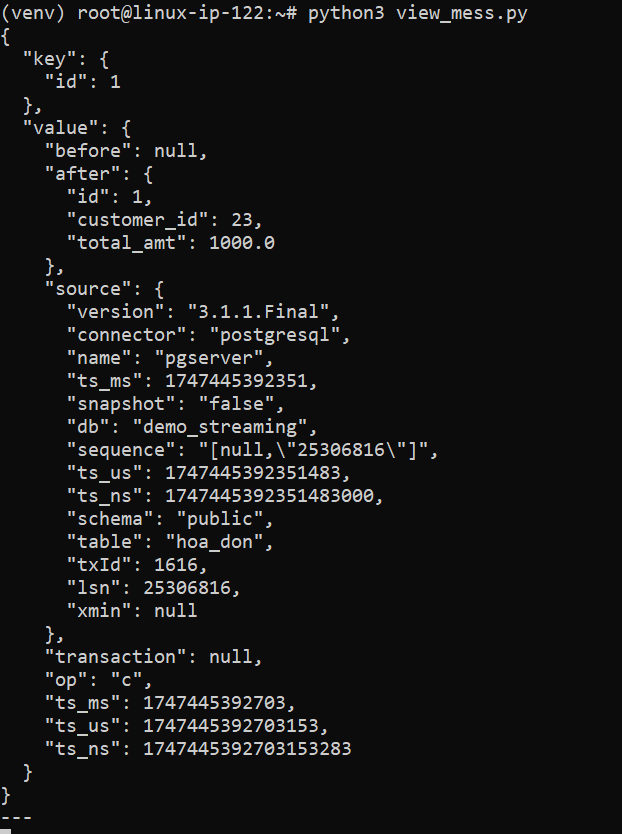 (venv) root@linux-ip-122:~# python3 view_mess.py
{
  "key": {
    "id": 1
  },
  "value": {
    "before": null,
    "after": {
      "id": 1,
      "customer_id": 23,
      "total_amt": 1000.0
    },
    "source": {
      "version": "3.1.1.Final",
      "connector": "postgresql",
      "name": "pgserver",
      "ts_ms": 1747445392351,
      "snapshot": "false",
      "db": "demo_streaming",
      "sequence": "[null,\"25306816\"]",
      "ts_us": 1747445392351483,
      "ts_ns": 1747445392351483000,
      "schema": "public",
      "table": "hoa_don",
      "txId": 1616,
      "lsn": 25306816,
      "xmin": null
    },
    "transaction": null,
    "op": "c",
    "ts_ms": 1747445392703,
    "ts_us": 1747445392703153,
    "ts_ns": 1747445392703153283
  }
}
---